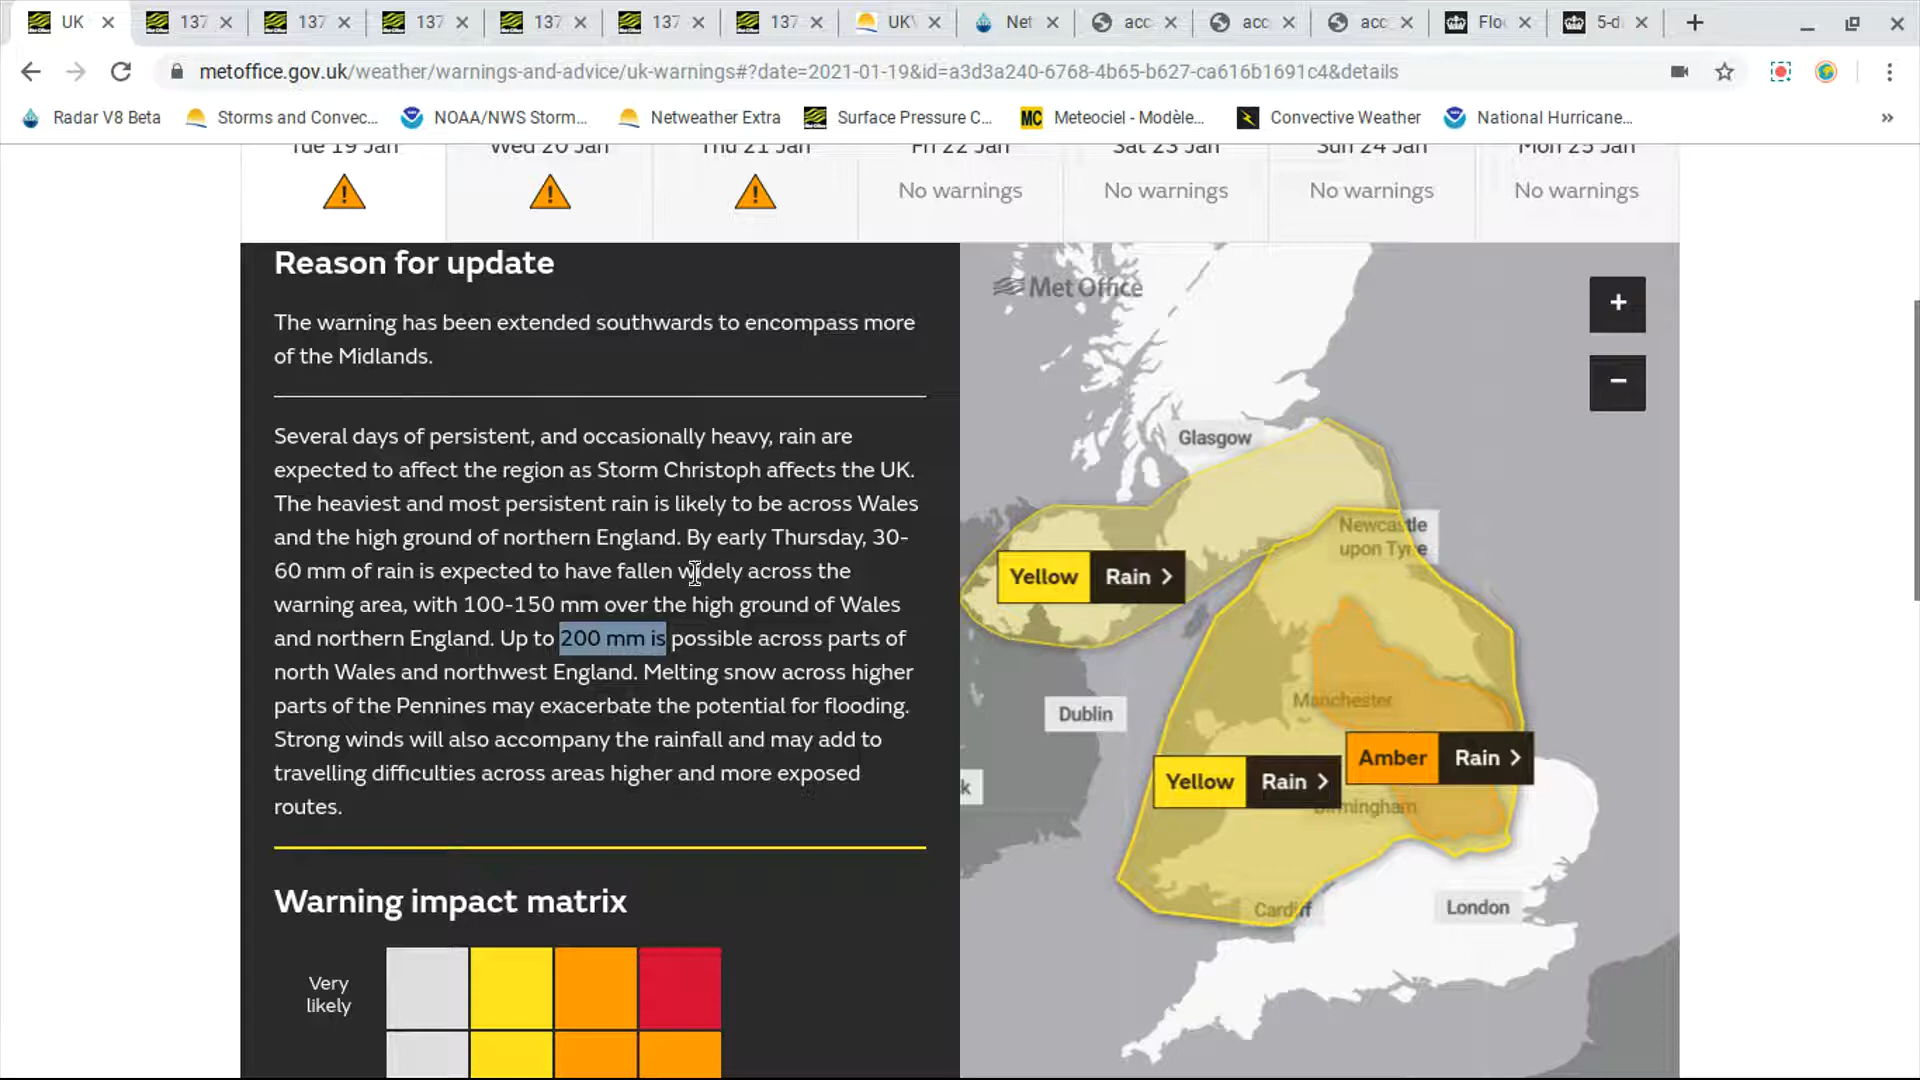 UK
137
137
137
137
137
137
UKV
Net
acc
acc
acc
Flo
5-d
metoffice.gov.uk/weather/warnings-and-advice/uk-warnings#?date=2021-01-19&id=a3d3a240-6768-4b65-b627-ca616b1691c4&details
Radar V8 Beta
Storms and Convec...
NOAA/NWS Storm...
Netweather Extra
Surface Pressure C...
MC Meteociel - Modèle...
Convective Weather
National Hurricane...
»
Tue 19 Jan
Wed 20 Jan
Thu 21 Jan
Fri 22 Jan
Sat 23 Jan
Sun 24 Jan
Mon 25 Jan
No warnings
No warnings
No warnings
No warnings
Reason for update
The warning has been extended southwards to encompass more
of the Midlands.
Several days of persistent, and occasionally heavy, rain are
expected to affect the region as Storm Christoph affects the UK.
The heaviest and most persistent rain is likely to be across Wales
and the high ground of northern England. By early Thursday, 30-
60 mm of rain is expected to have fallen widely across the
warning area, with 100-150 mm over the high ground of Wales
and northern England. Up to 200 mm is possible across parts of
north Wales and northwest England. Melting snow across higher
parts of the Pennines may exacerbate the potential for flooding.
Strong winds will also accompany the rainfall and may add to
travelling difficulties across areas higher and more exposed
routes.
Warning impact matrix
Very
likely
Met Office
+
−
Glasgow
Newcastle
upon Tyne
Yellow Rain >
Manchester
Dublin
Amber Rain >
Yellow Rain >
Birmingham
k
Cardiff
London